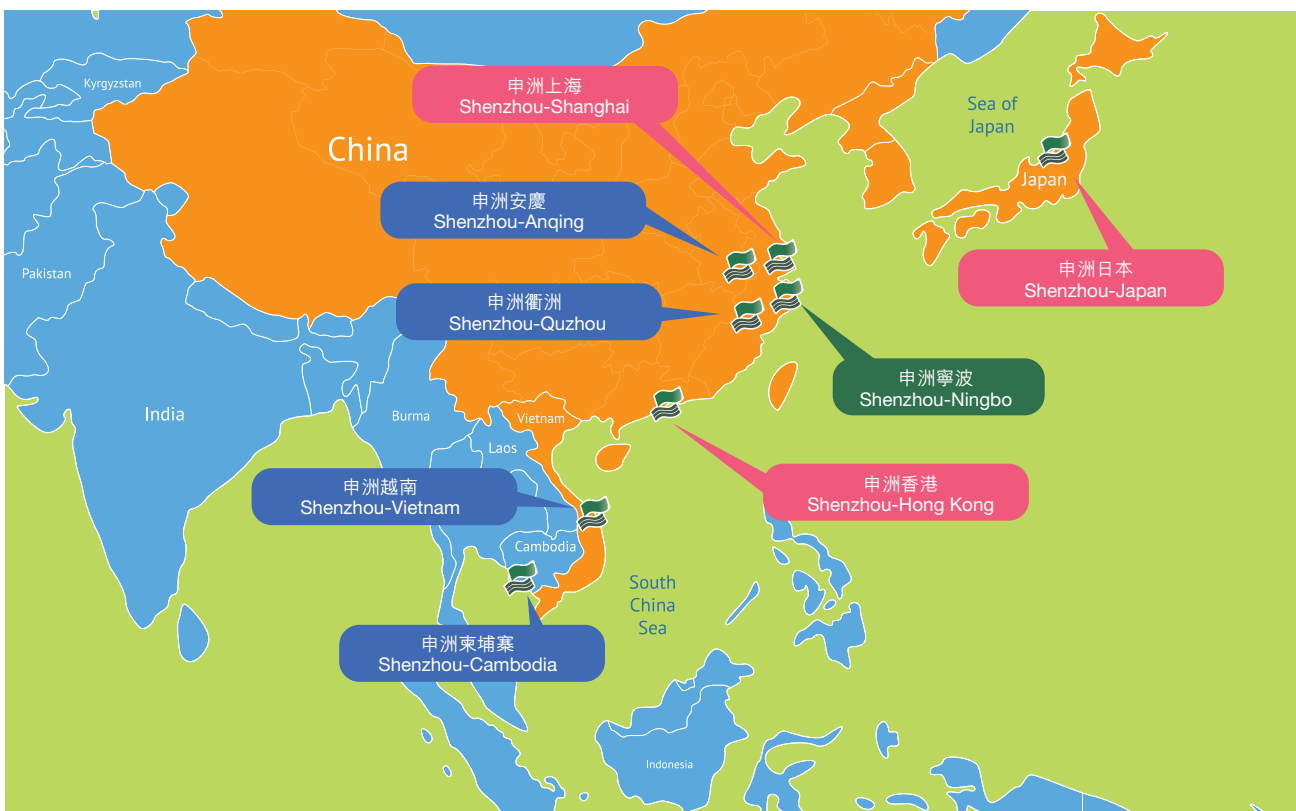 Kyrgyzstan
申洲上海
Shenzhou-Shanghai
Sea of
Japan
China
Japan
申洲安慶
Shenzhou-Anqing
Pakistan
申洲日本
Shenzhou-Japan
申洲衢洲
Shenzhou-Quzhou
申洲寧波
Shenzhou-Ningbo
India
Burma
Vietnam
Laos
申洲越南
Shenzhou-Vietnam
申洲香港
Shenzhou-Hong Kong
Cambodia
South
China
Sea
申洲柬埔寨
Shenzhou-Cambodia
Indonesia